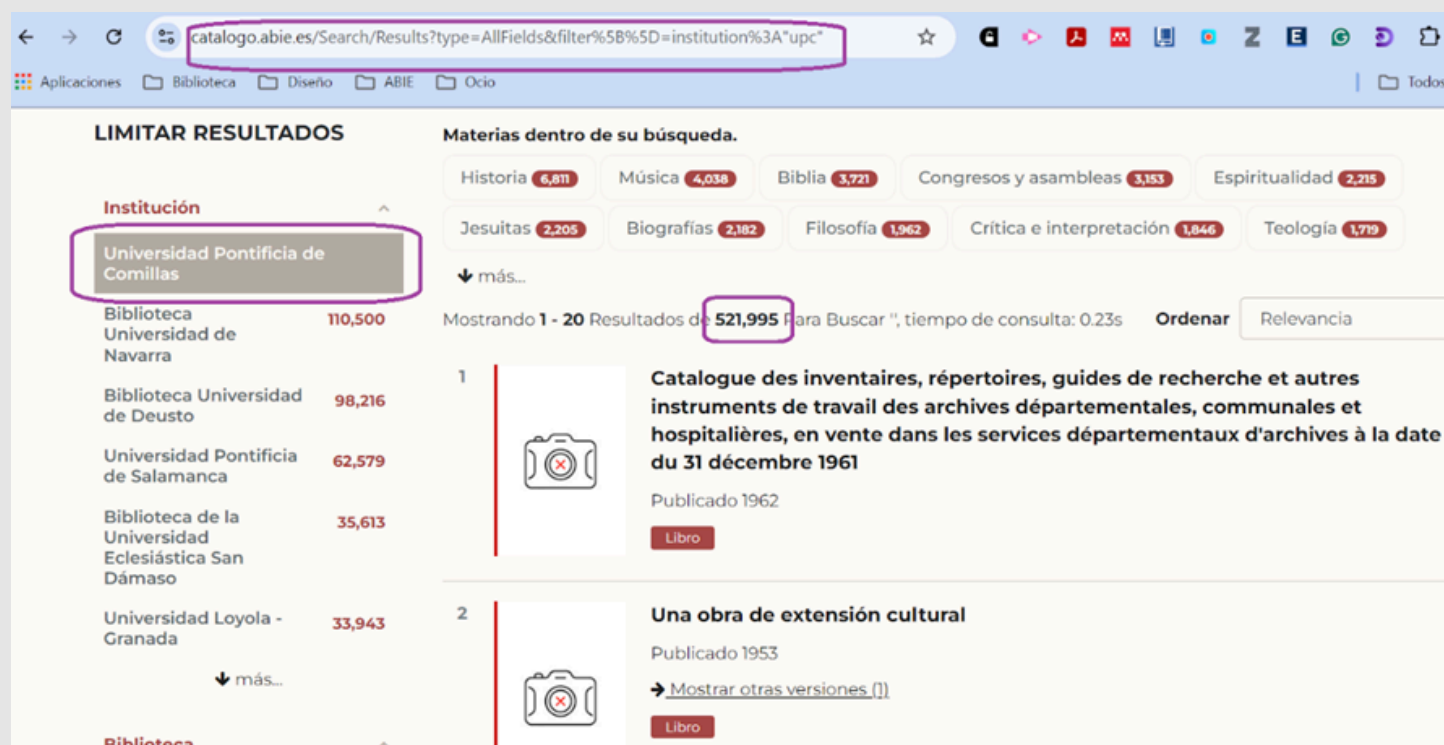 catalogo.abie.es/Search/Results?type=AllFields&filter%5B%5D=institution%3A"upc"
Aplicaciones Biblioteca Diseño ABIE Ocio Todos
LIMITAR RESULTADOS
Institución
Universidad Pontificia de
Comillas
Biblioteca 110,500
Universidad de
Navarra
Biblioteca Universidad 98,216
de Deusto
Universidad Pontificia 62,579
de Salamanca
Biblioteca de la 35,613
Universidad
Eclesiástica San
Dámaso
Universidad Loyola - 33,943
Granada
más...
Biblioteca
Materias dentro de su búsqueda.
Historia 6,811 Música 4,038 Biblia 3,721 Congresos y asambleas 3,153 Espiritualidad 2,215
Jesuitas 2,205 Biografías 2,182 Filosofía 1,962 Crítica e interpretación 1,846 Teología 1,719
más...
Mostrando 1 - 20 Resultados de 521,995 Para Buscar '', tiempo de consulta: 0.23s Ordenar Relevancia
1
Catalogue des inventaires, répertoires, guides de recherche et autres
instruments de travail des archives départementales, communales et
hospitalières, en vente dans les services départementaux d'archives à la date
du 31 décembre 1961
Publicado 1962
Libro
2
Una obra de extensión cultural
Publicado 1953
Mostrar otras versiones (1)
Libro